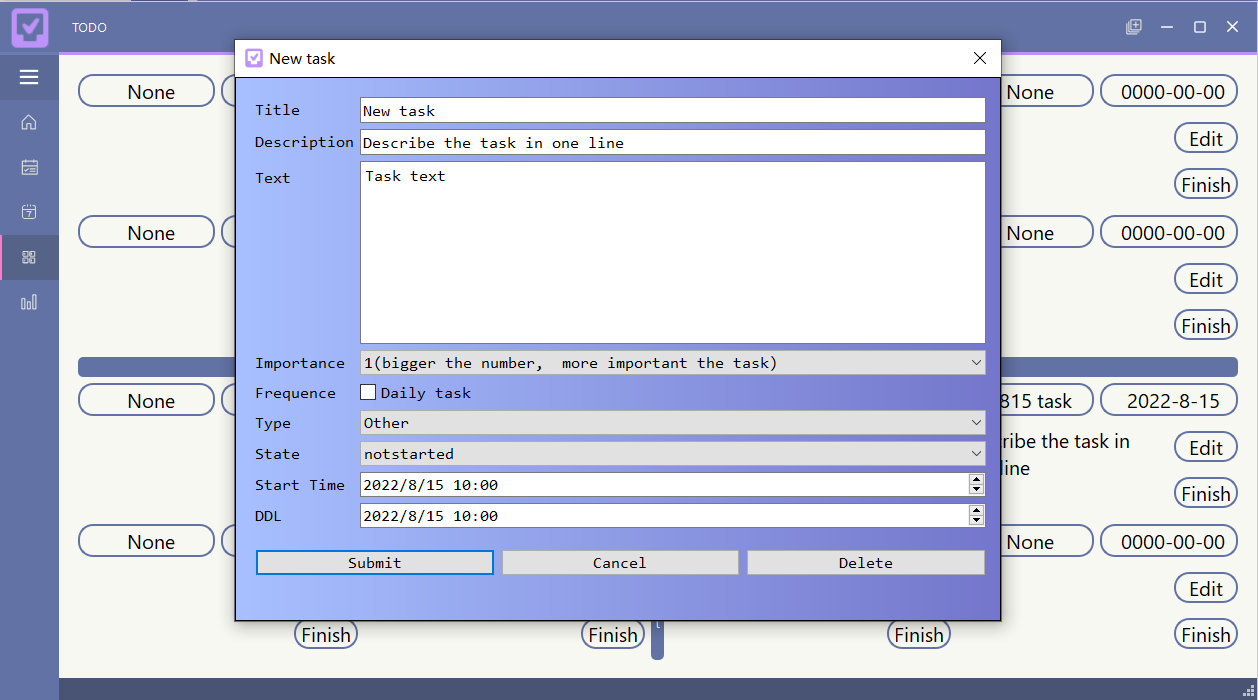 TODO
New task
None
None
0000-00-00
Title
New task
Description
Describe the task in one line
Edit
Text
Task text
Finish
None
None
0000-00-00
Edit
Finish
Importance
1(bigger the number, more important the task)
Frequence
Daily task
None
815 task
2022-8-15
Type
Other
ribe the task in
line
Edit
State
notstarted
Start Time
2022/8/15 10:00
Finish
DDL
2022/8/15 10:00
None
None
0000-00-00
Submit
Cancel
Delete
Edit
Finish
Finish
Finish
Finish